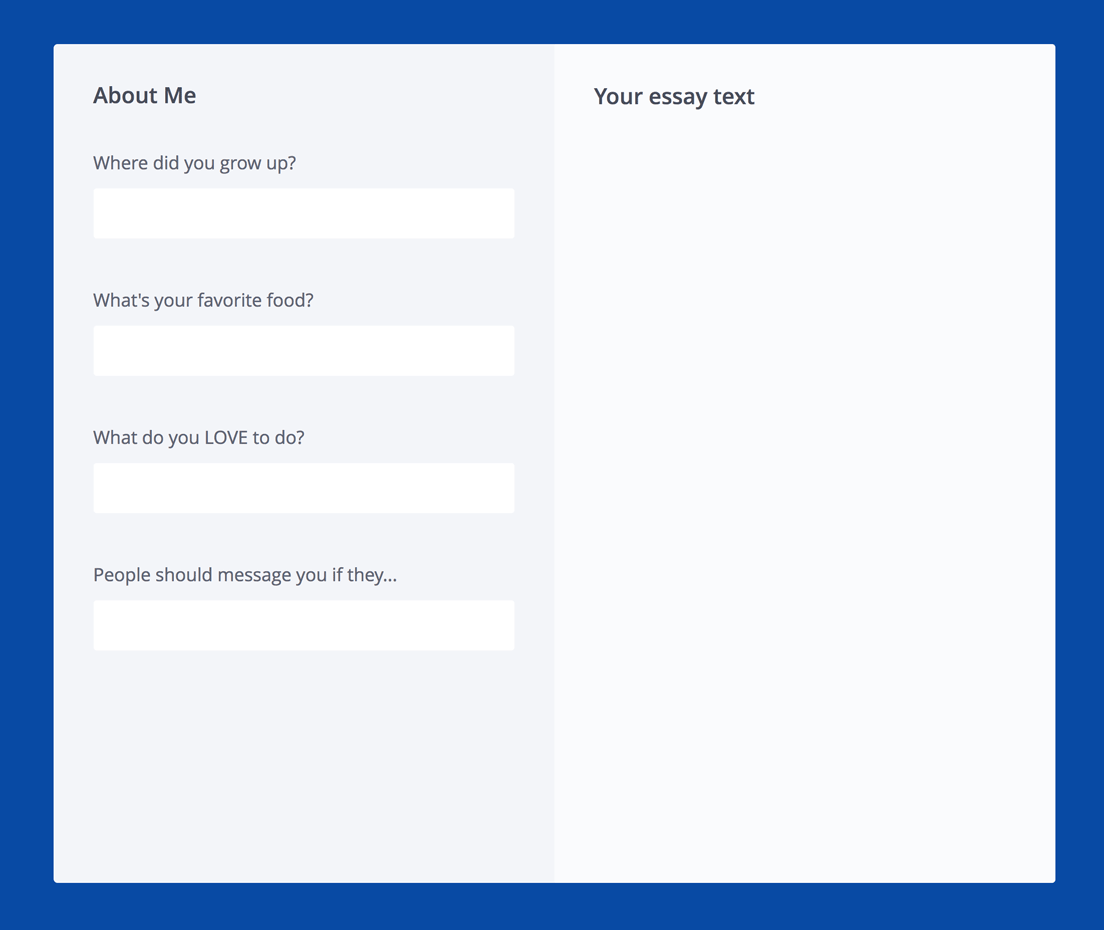 About Me
Where did you grow up?
What's your favorite food?
What do you LOVE to do?
People should message you if they...
Your essay text